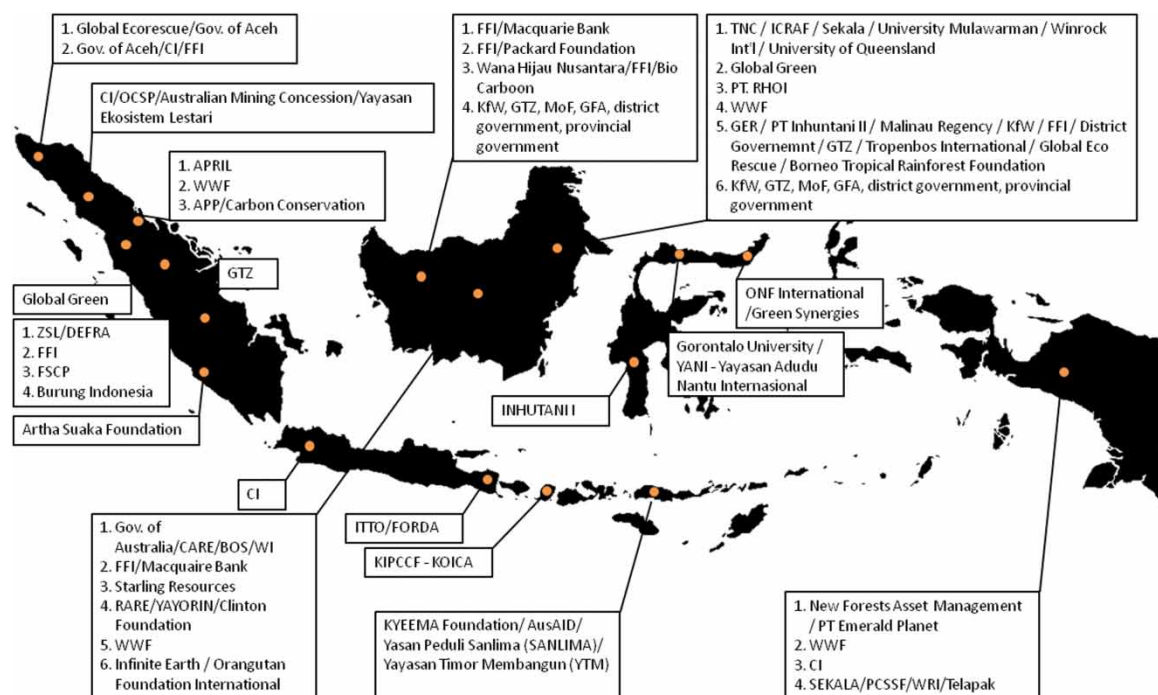 1. Global Ecorescue/Gov. of Aceh
2. Gov. of Aceh/CI/FFI
1. FFI/Macquarie Bank
2. FFI/Packard Foundation
3. Wana Hijau Nusantara/FFI/Bio
Carboon
4. KfW, GTZ, MoF, GFA, district
government, provincial
government
1. TNC / ICRAF / Sekala / University Mulawarman / Winrock
Int'l / University of Queensland
2. Global Green
3. PT. RHOI
4. WWF
5. GER / PT Inhuntani II / Malinau Regency / KfW / FFI / District
Governemnt / GTZ / Tropenbos International / Global Eco
Rescue / Borneo Tropical Rainforest Foundation
6. KfW, GTZ, MoF, GFA, district government, provincial
government
CI/OCSP/Australian Mining Concession/Yayasan
Ekosistem Lestari
1. APRIL
2. WWF
3. APP/Carbon Conservation
GTZ
Global Green
1. ZSL/DEFRA
2. FFI
3. FSCP
4. Burung Indonesia
Artha Suaka Foundation
ONF International
/Green Synergies
Gorontalo University /
YANI - Yayasan Adudu
Nantu Internasional
INHUTANI I
CI
ITTO/FORDA
KIPCCF - KOICA
1. Gov. of
Australia/CARE/BOS/WI
2. FFI/Macquaire Bank
3. Starling Resources
4. RARE/YAYORIN/Clinton
Foundation
5. WWF
6. Infinite Earth / Orangutan
Foundation International
KYEEMA Foundation/ AusAID/
Yasan Peduli Sanlima (SANLIMA)/
Yayasan Timor Membangun (YTM)
1. New Forests Asset Management
/ PT Emerald Planet
2. WWF
3. CI
4. SEKALA/PCSSF/WRI/Telapak